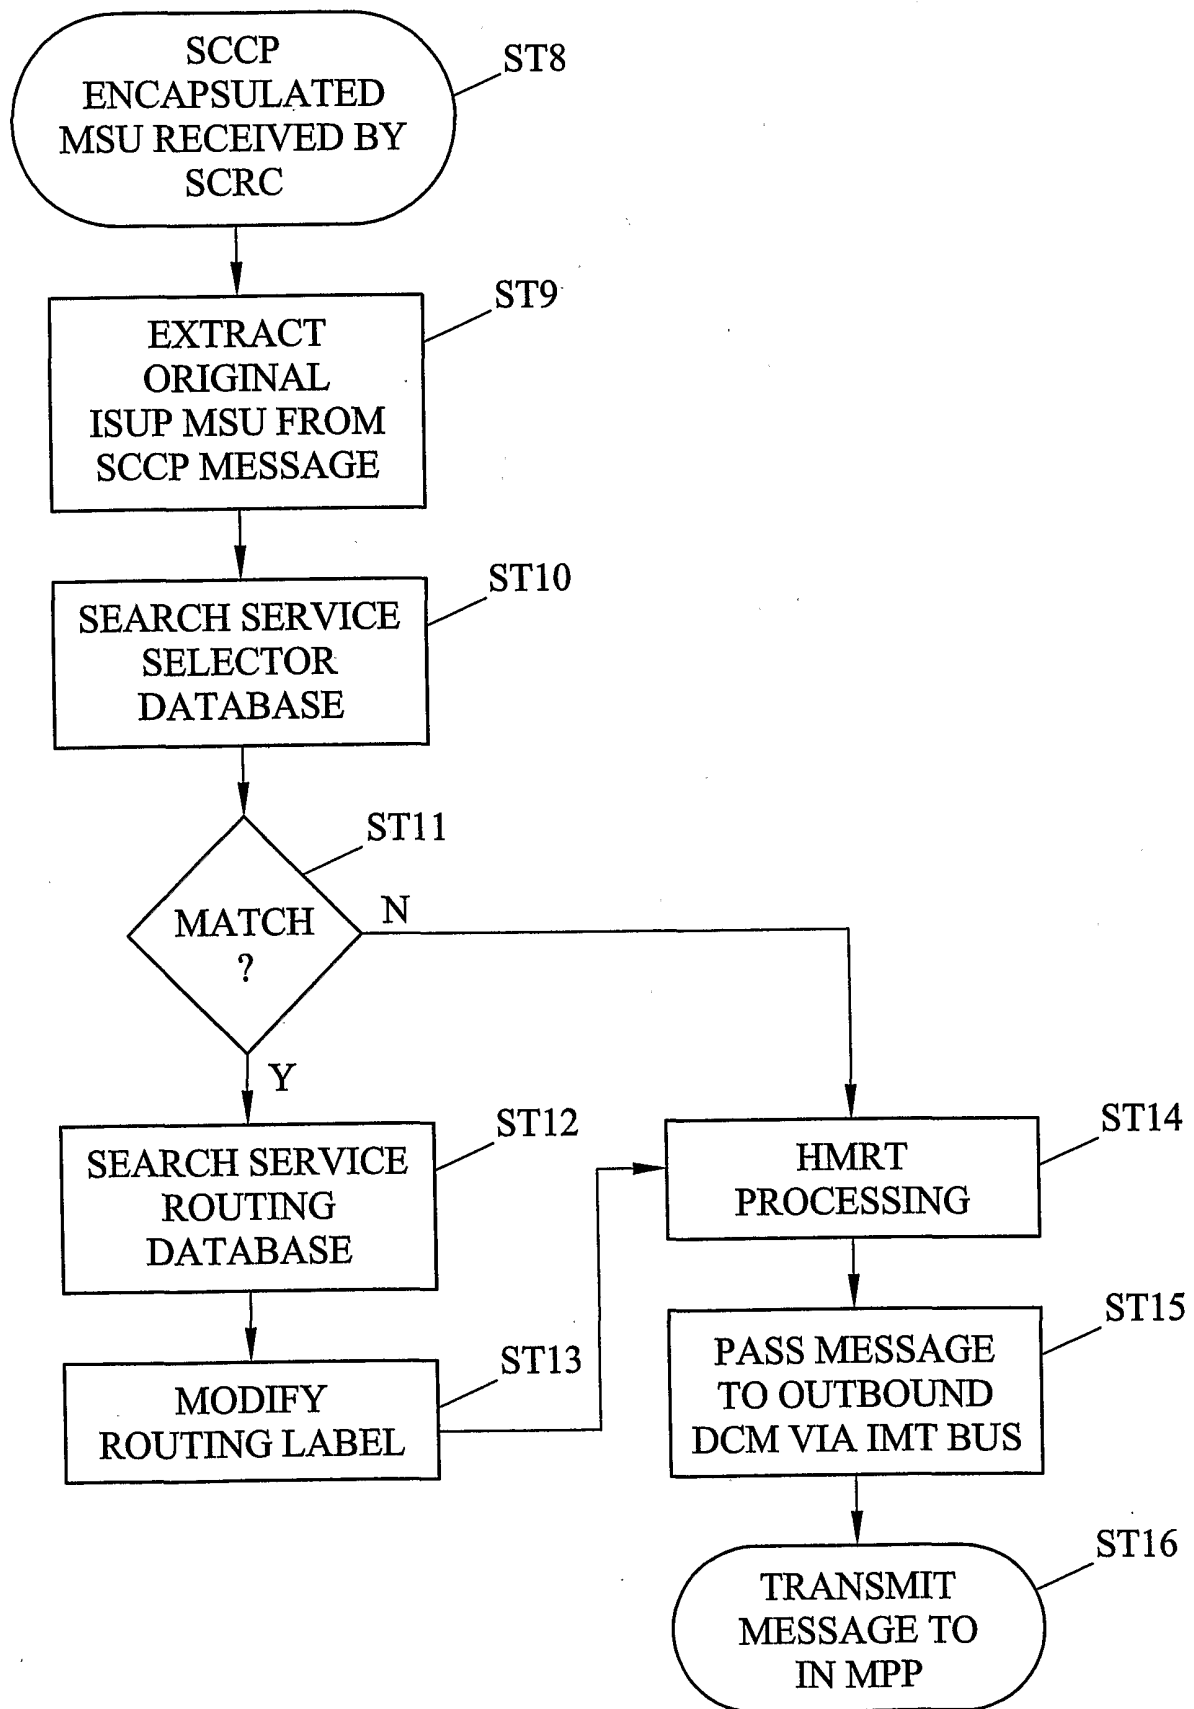 SCCP
ENCAPSULATED
MSU RECEIVED BY
SCRC
ST8
EXTRACT
ORIGINAL
ISUP MSU FROM
SCCP MESSAGE
ST9
SEARCH SERVICE
SELECTOR
DATABASE
ST10
MATCH
?
ST11
N
Y
SEARCH SERVICE
ROUTING
DATABASE
ST12
MODIFY
ROUTING LABEL
ST13
HMRT
PROCESSING
ST14
PASS MESSAGE
TO OUTBOUND
DCM VIA IMT BUS
ST15
TRANSMIT
MESSAGE TO
IN MPP
ST16